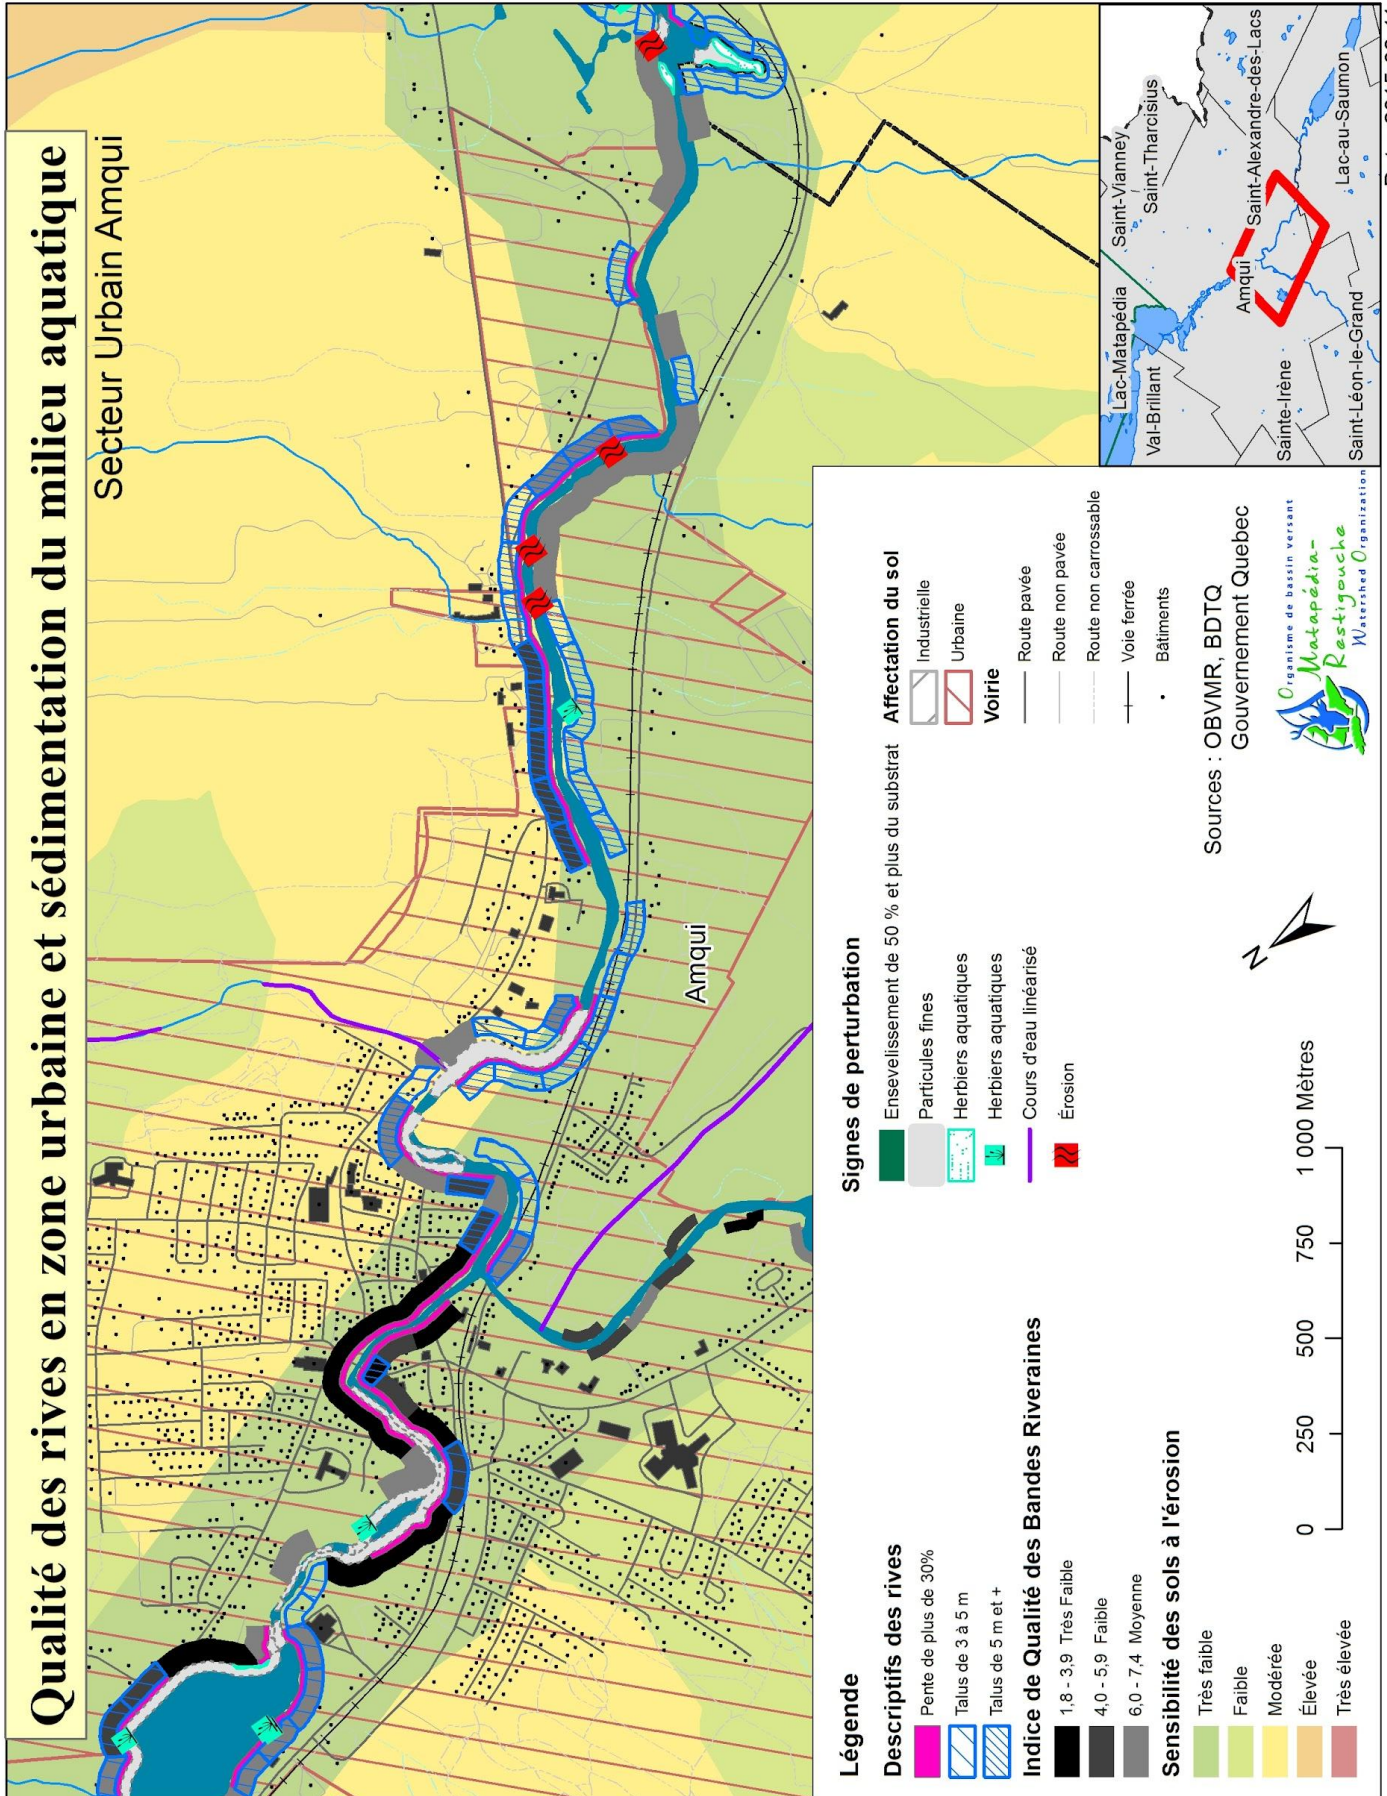 Qualité des rives en zone urbaine et sédimentation du milieu aquatique
Secteur Urbain Amqui
Amqui
Légende
Descriptifs des rives
Pente de plus de 30%
Talus de 3 à 5 m
Talus de 5 m et +
Indice de Qualité des Bandes Riveraines
1,8 - 3,9 Très Faible
4,0 - 5,9 Faible
6,0 - 7,4 Moyenne
Sensibilité des sols à l'érosion
Très faible
Faible
Modérée
Élevée
Très élevée
Signes de perturbation
Ensevelissement de 50 % et plus du substrat
Particules fines
Herbiers aquatiques
Herbiers aquatiques
Cours d'eau linéarisé
Érosion
Affectation du sol
Industrielle
Urbaine
Voirie
Route pavée
Route non pavée
Route non carrossable
Voie ferrée
Bâtiments
0 250 500 750 1 000 Mètres
N
Sources : OBVMR, BDTQ
Gouvernement Quebec
Organisme de bassin versant
Matapédia-
Restigouche
Watershed Organization
Lac-Matapédia
Saint-Vianney
Val-Brillant
Saint-Tharcisius
Amqui
Saint-Alexandre-des-Lacs
Sainte-Irène
Lac-au-Saumon
Saint-Léon-le-Grand